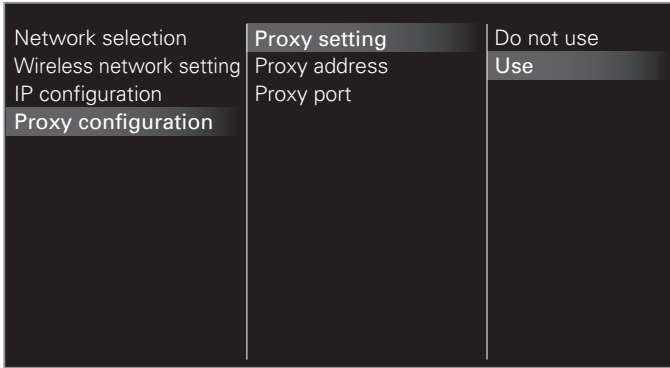 Network selection
Wireless network setting
IP configuration
Proxy configuration
Proxy setting
Proxy address
Proxy port
Do not use
Use